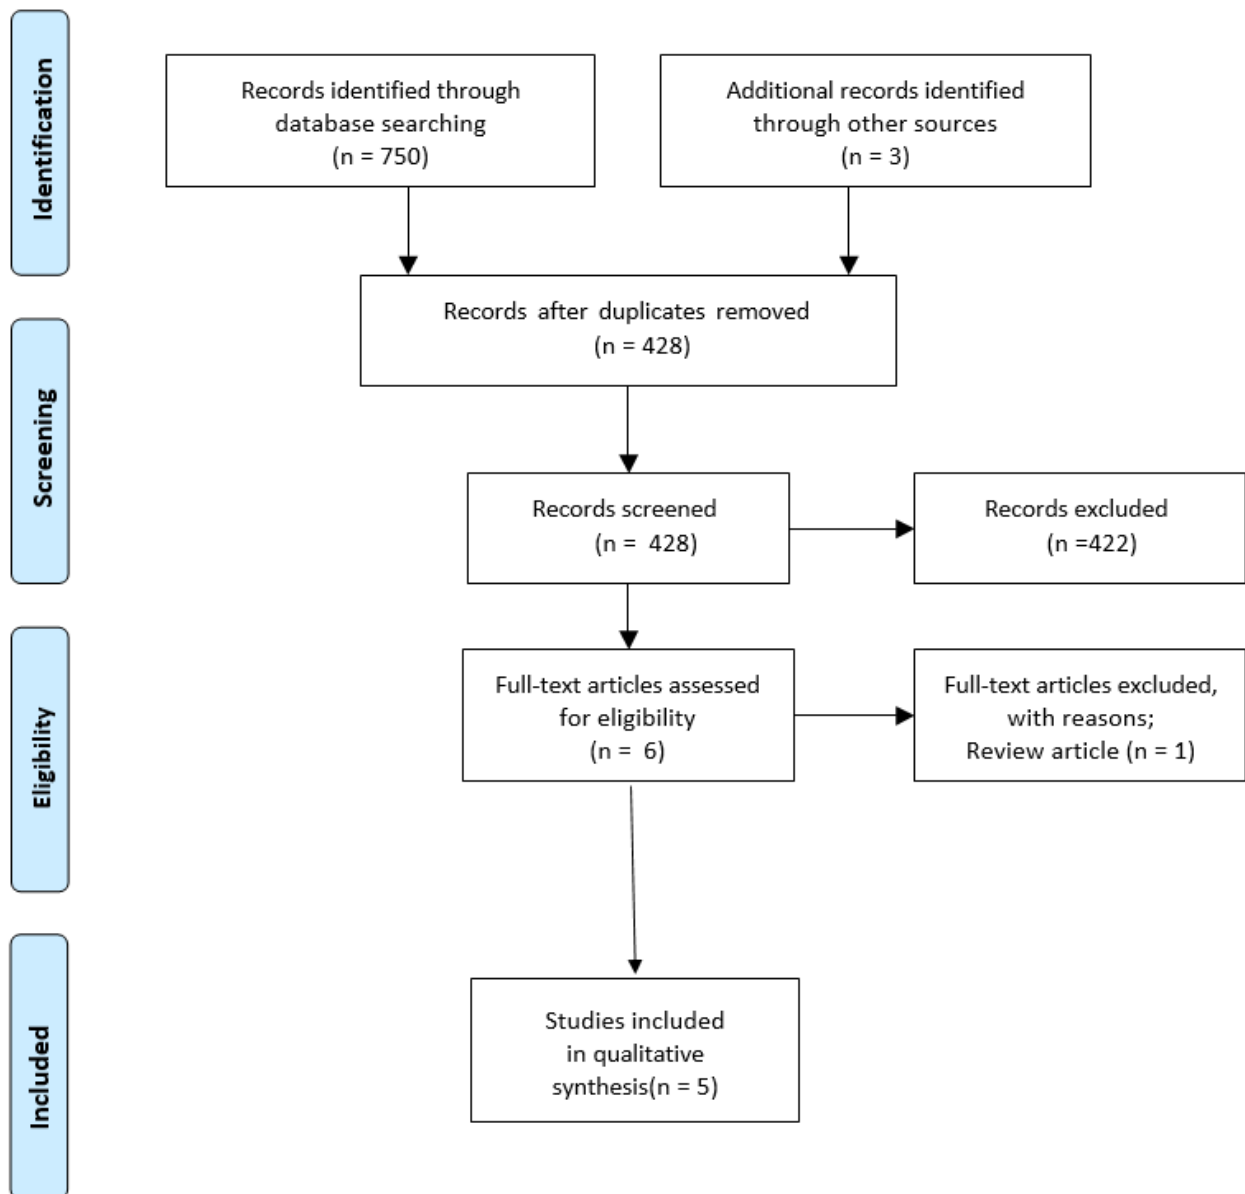 Identification
Records identified through
database searching
(n = 750)
Additional records identified
through other sources
(n = 3)
Records after duplicates removed
(n = 428)
Screening
Records screened
(n = 428)
Records excluded
(n =422)
Eligibility
Full-text articles assessed
for eligibility
(n = 6)
Full-text articles excluded,
with reasons;
Review article (n = 1)
Included
Studies included
in qualitative
synthesis(n = 5)